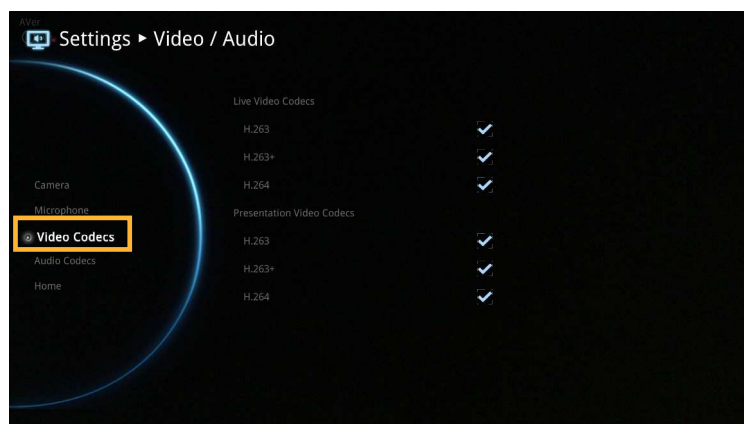 AVer
Settings ▸ Video / Audio
Live Video Codecs
H.263
H.263+
H.264
Presentation Video Codecs
H.263
H.263+
H.264
Camera
Microphone
Video Codecs
Audio Codecs
Home